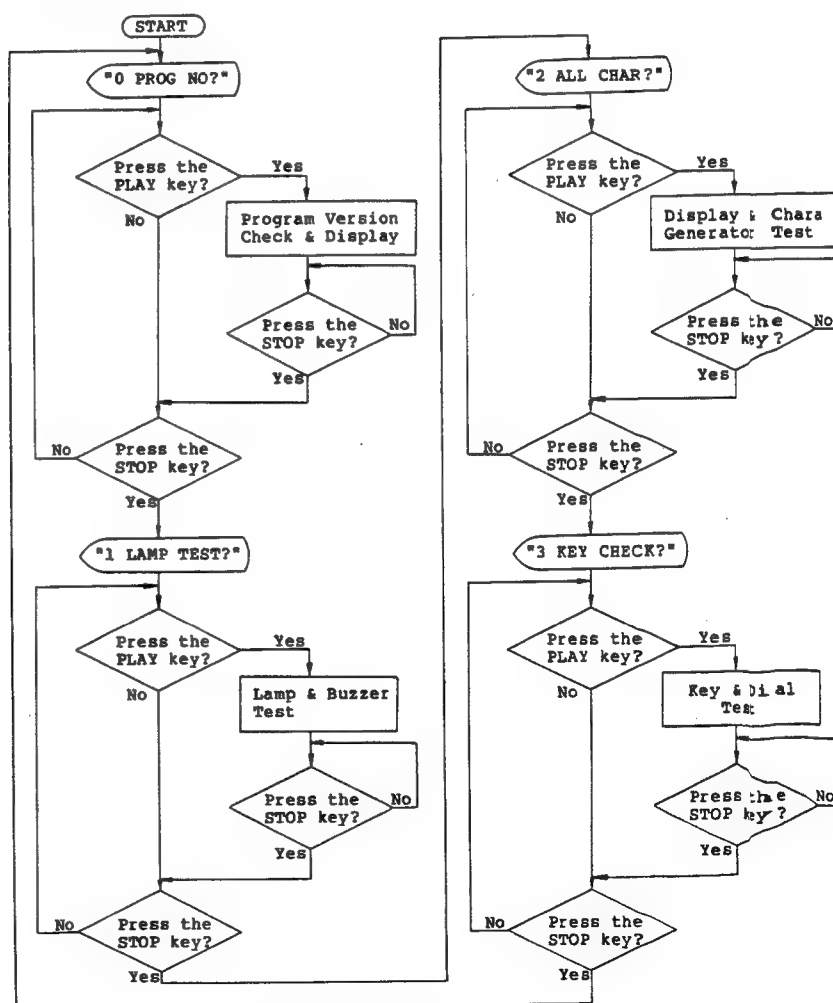 START
"0 PROG NO?"
Press the
PLAY key?
Yes
No
Program Version
Check & Display
Press the
STOP key?
No
Yes
Press the
STOP key?
No
Yes
"1 LAMP TEST?"
Press the
PLAY key?
Yes
No
Lamp & Buzzer
Test
Press the
STOP key?
No
Yes
Press the
STOP key?
No
Yes
"2 ALL CHAR?"
Press the
PLAY key?
Yes
No
Display & Chara
Generator Test
Press the
STOP key?
No
Yes
Press the
STOP key?
No
Yes
"3 KEY CHECK?"
Press the
PLAY key?
Yes
No
Key & Dial
Test
Press the
STOP key?
No
Yes
Press the
STOP key?
No
Yes